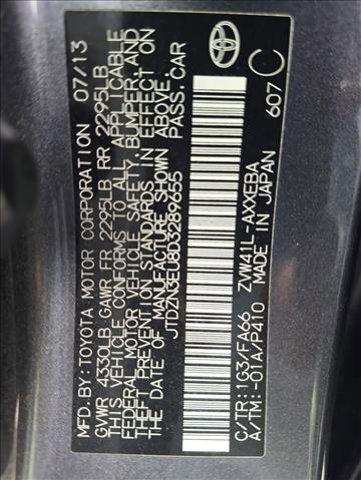 MFD.BY:TOYOTA MOTOR CORPORATION 07/13
GVWR 4330LB GAWR FR 2295LB RR 2295LB
THIS VEHICLE CONFORMS TO ALL APPLICABLE
FEDERAL MOTOR VEHICLE SAFETY, BUMPER, AND
THEFT PREVENTION STANDARDS IN EFFECT ON
THE DATE OF MANUFACTURE SHOWN ABOVE.
JTDZN3EU8D3289655 PASS.CAR
C/TR:1G3/FA66 ZVW41L-AXXEBA
A/TM:-01A/P410 MADE IN JAPAN 607 C